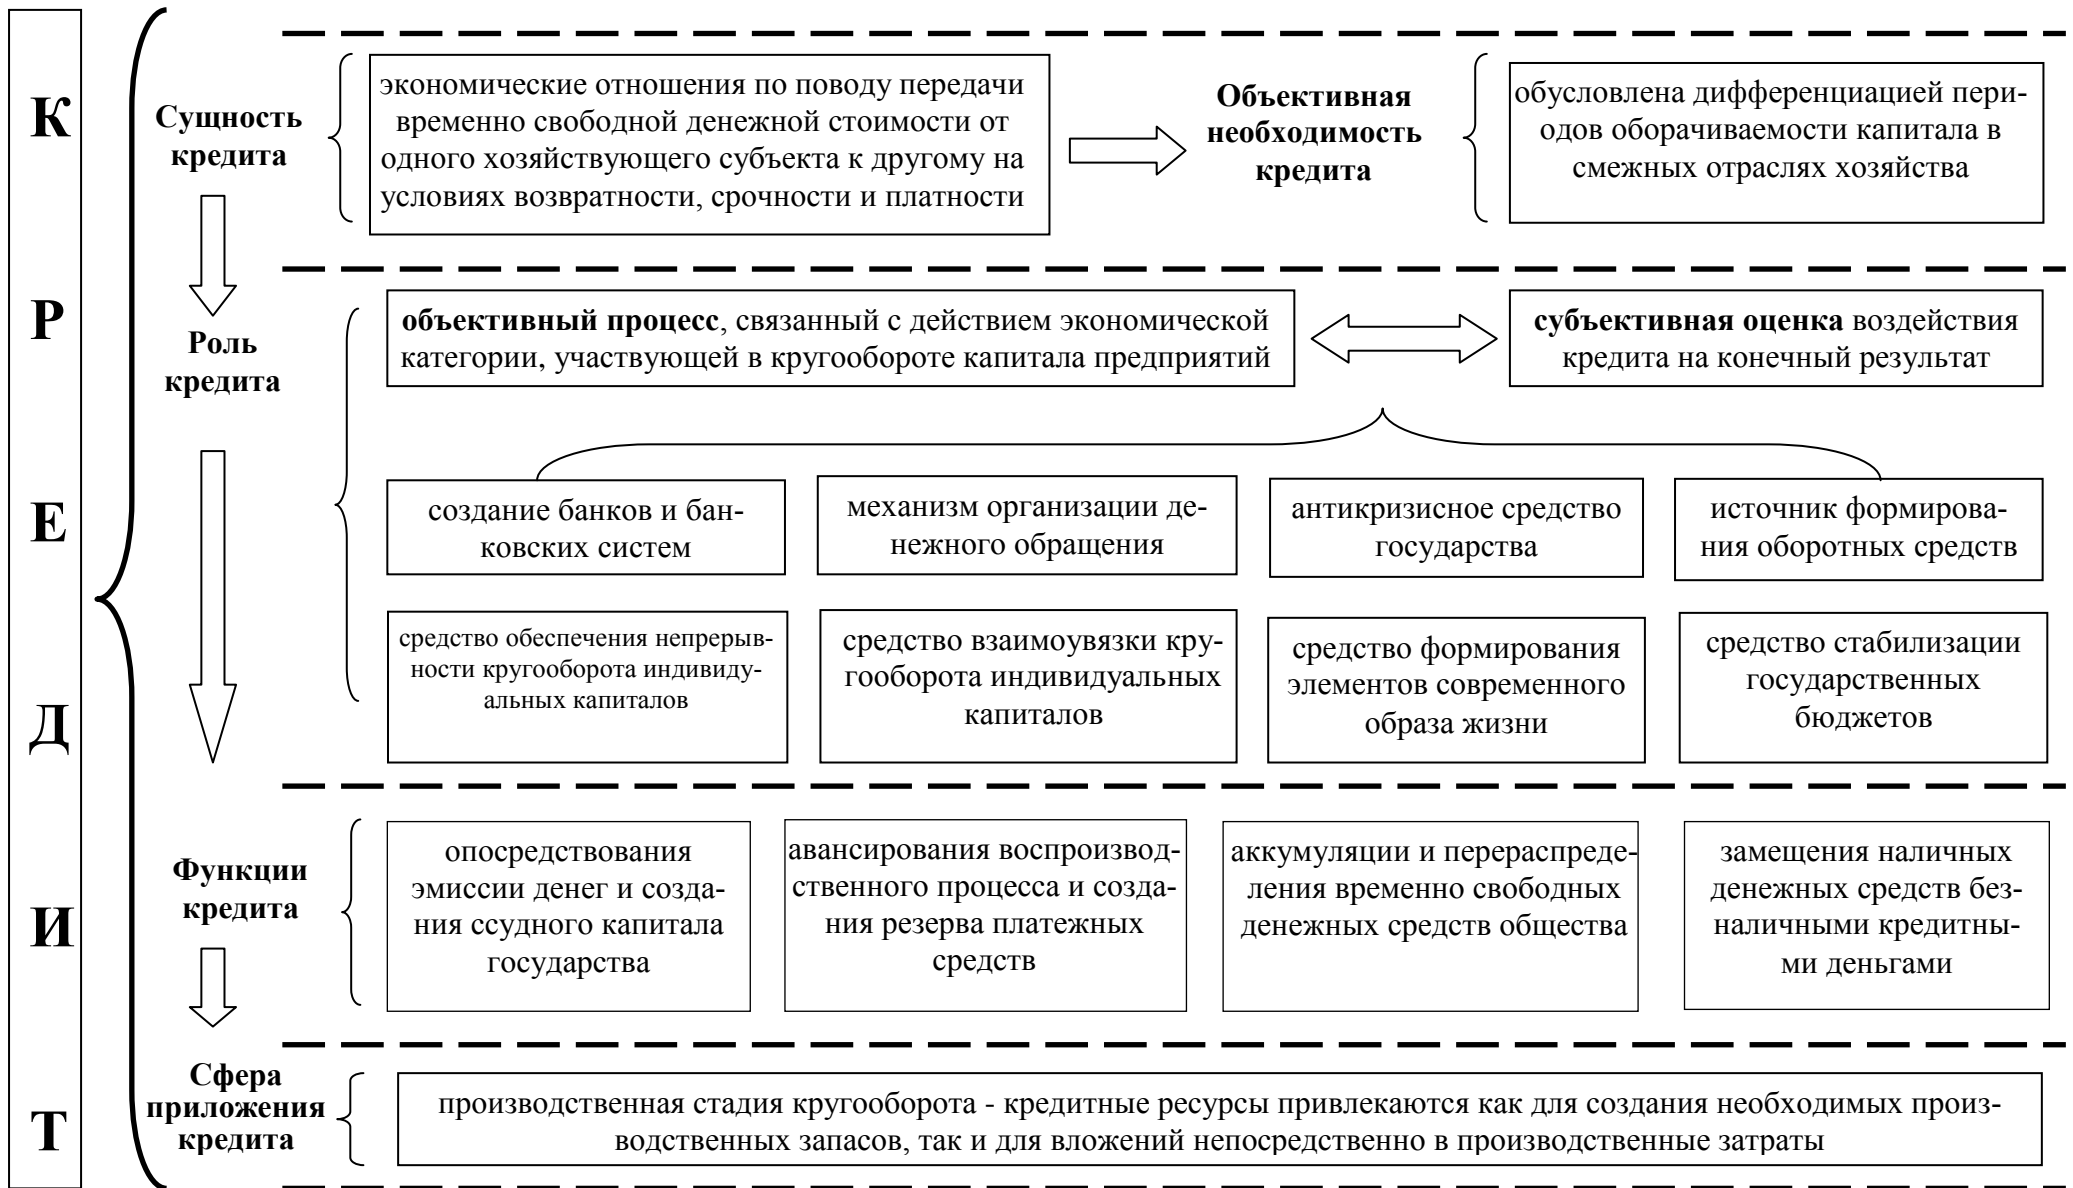 К
Р
Е
Д
И
Т
Сущность
кредита
экономические отношения по поводу передачи
временно свободной денежной стоимости от
одного хозяйствующего субъекта к другому на
условиях возвратности, срочности и платности
Объективная
необходимость
кредита
обусловлена дифференциацией пери-
одов оборачиваемости капитала в
смежных отраслях хозяйства
Роль
кредита
объективный процесс, связанный с действием экономической
категории, участвующей в кругообороте капитала предприятий
субъективная оценка воздействия
кредита на конечный результат
создание банков и бан-
ковских систем
механизм организации де-
нежного обращения
антикризисное средство
государства
источник формирова-
ния оборотных средств
средство обеспечения непрерыв-
ности кругооборота индивиду-
альных капиталов
средство взаимоувязки кру-
гооборота индивидуальных
капиталов
средство формирования
элементов современного
образа жизни
средство стабилизации
государственных
бюджетов
Функции
кредита
опосредствования
эмиссии денег и созда-
ния ссудного капитала
государства
авансирования воспроизвод-
ственного процесса и созда-
ния резерва платежных
средств
аккумуляции и перераспреде-
ления временно свободных
денежных средств общества
замещения наличных
денежных средств без-
наличными кредитны-
ми деньгами
Сфера
приложения
кредита
производственная стадия кругооборота - кредитные ресурсы привлекаются как для создания необходимых произ-
водственных запасов, так и для вложений непосредственно в производственные затраты